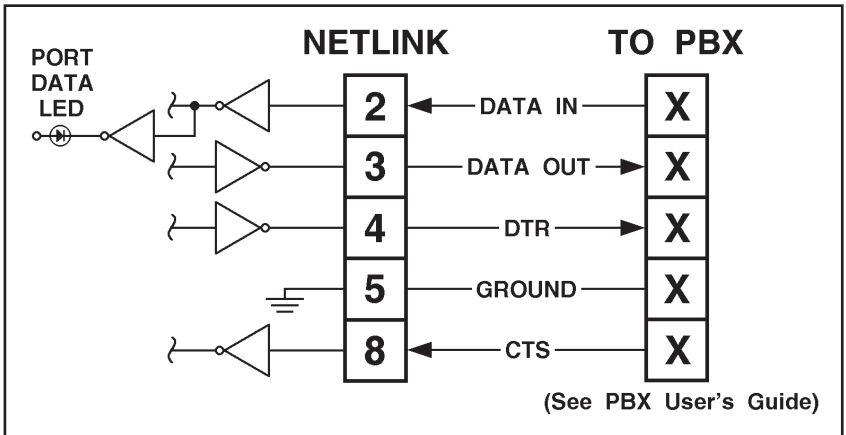 NETLINK
TO PBX
PORT
DATA
LED
2
DATA IN
X
3
DATA OUT
X
4
DTR
X
5
GROUND
X
8
CTS
X
(See PBX User's Guide)